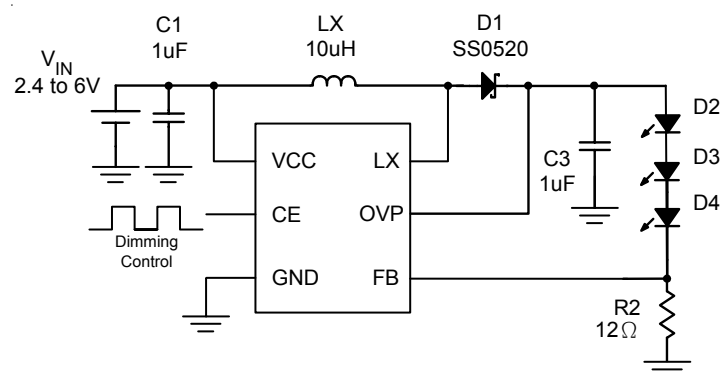 C1
1uF
LX
10uH
D1
SS0520
VIN
2.4 to 6V
D2
D3
D4
C3
1uF
VCC
LX
CE
OVP
GND
FB
Dimming
Control
R2
12Ω